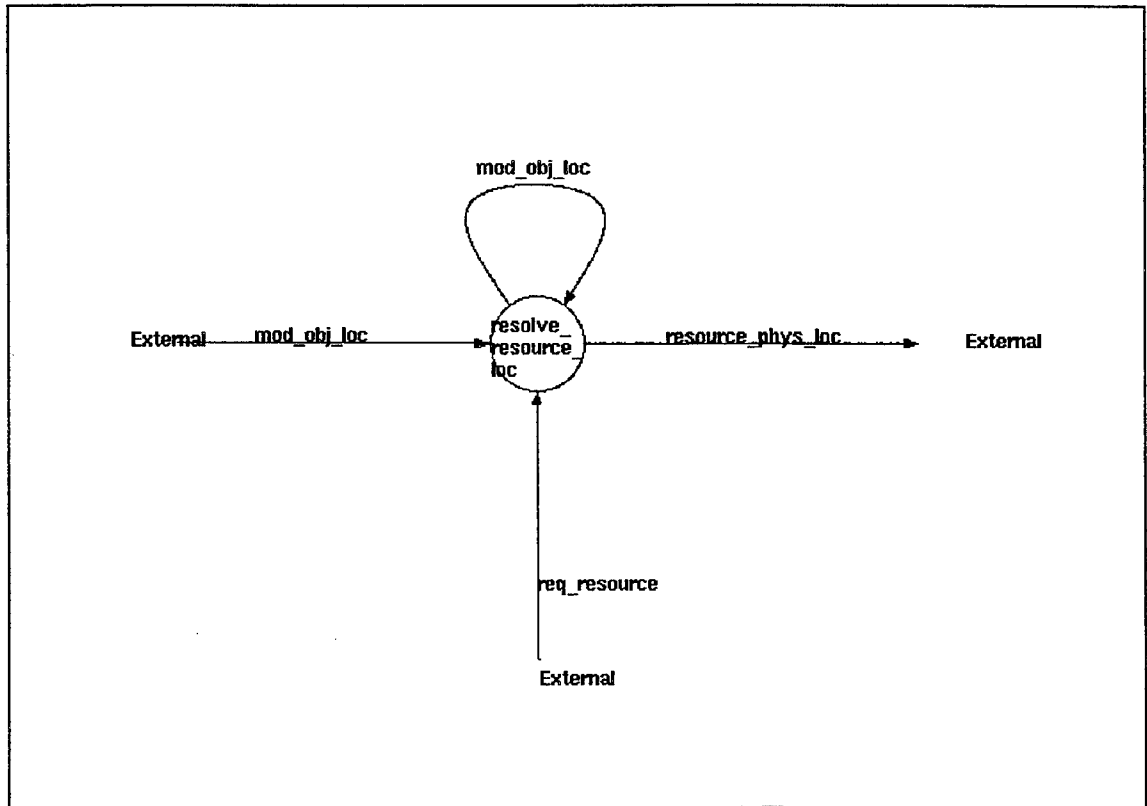 mod_obj_loc
External
mod_obj_loc
resolve_
resource_
loc
resource_phys_loc
External
req_resource
External